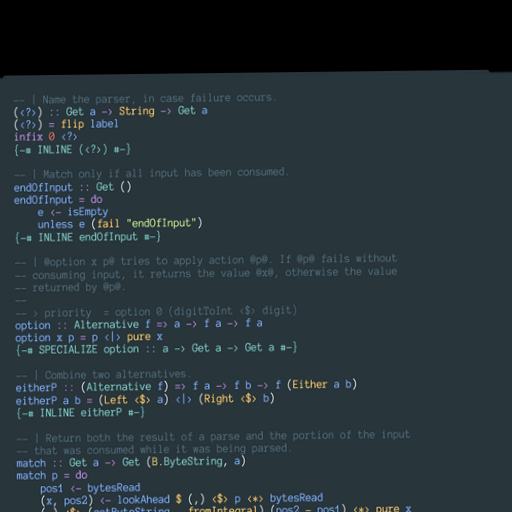 -- | Name the parser, in case failure occurs.
(<?>) :: Get a -> String -> Get a
(<?>) = flip label
infix 0 <?>
{-# INLINE (<?>) #-}
-- | Match only if all input has been consumed.
endOfInput :: Get ()
endOfInput = do
    e <- isEmpty
    unless e (fail "endOfInput")
{-# INLINE endOfInput #-}
-- | @option x p@ tries to apply action @p@. If @p@ fails without
-- consuming input, it returns the value @x@, otherwise the value
-- returned by @p@.
--
-- > priority  = option 0 (digitToInt <$> digit)
option :: Alternative f => a -> f a -> f a
option x p = p <|> pure x
{-# SPECIALIZE option :: a -> Get a -> Get a #-}
-- | Combine two alternatives.
eitherP :: (Alternative f) => f a -> f b -> f (Either a b)
eitherP a b = (Left <$> a) <|> (Right <$> b)
{-# INLINE eitherP #-}
-- | Return both the result of a parse and the portion of the input
-- that was consumed while it was being parsed.
match :: Get a -> Get (B.ByteString, a)
match p = do
    pos1 <- bytesRead
    (x, pos2) <- lookAhead $ (,) <$> p <*> bytesRead
    (,) <$> (getByteString . fromIntegral) (pos2 - pos1) <*> pure x